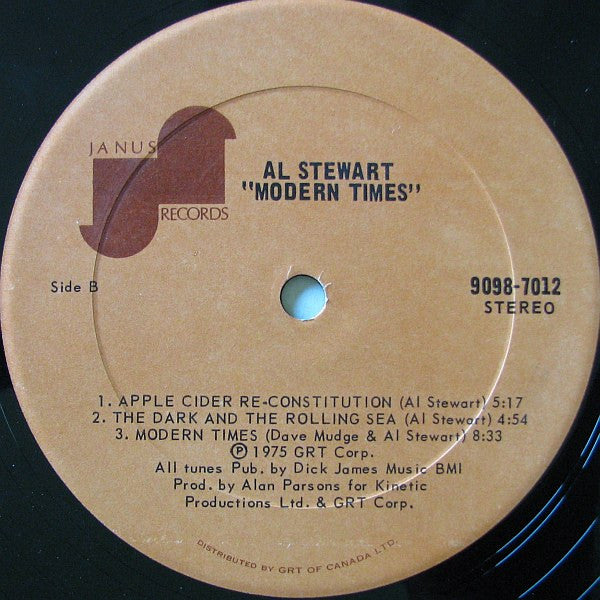 JANUS
RECORDS
AL STEWART
"MODERN TIMES"
Side B
9098-7012
STEREO
1. APPLE CIDER RE-CONSTITUTION (Al Stewart) 5:17
2. THE DARK AND THE ROLLING SEA (Al Stewart) 4:54
3. MODERN TIMES (Dave Mudge & Al Stewart) 8:33
Ⓟ 1975 GRT Corp.
All tunes Pub. by Dick James Music BMI
Prod. by Alan Parsons for Kinetic
Productions Ltd. & GRT Corp.
DISTRIBUTED BY GRT OF CANADA LTD.